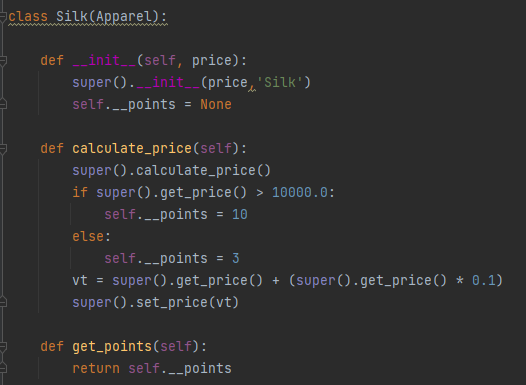 class Silk(Apparel):
    def __init__(self, price):
        super().__init__(price,'Silk')
        self.__points = None
    def calculate_price(self):
        super().calculate_price()
        if super().get_price() > 10000.0:
            self.__points = 10
        else:
            self.__points = 3
        vt = super().get_price() + (super().get_price() * 0.1)
        super().set_price(vt)
    def get_points(self):
        return self.__points